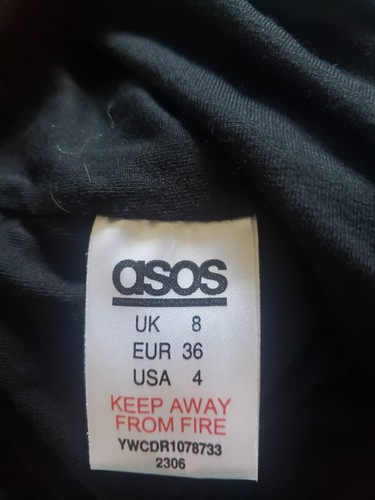 asos
UK 8
EUR 36
USA 4
KEEP AWAY
FROM FIRE
YWCDR1078733
2306